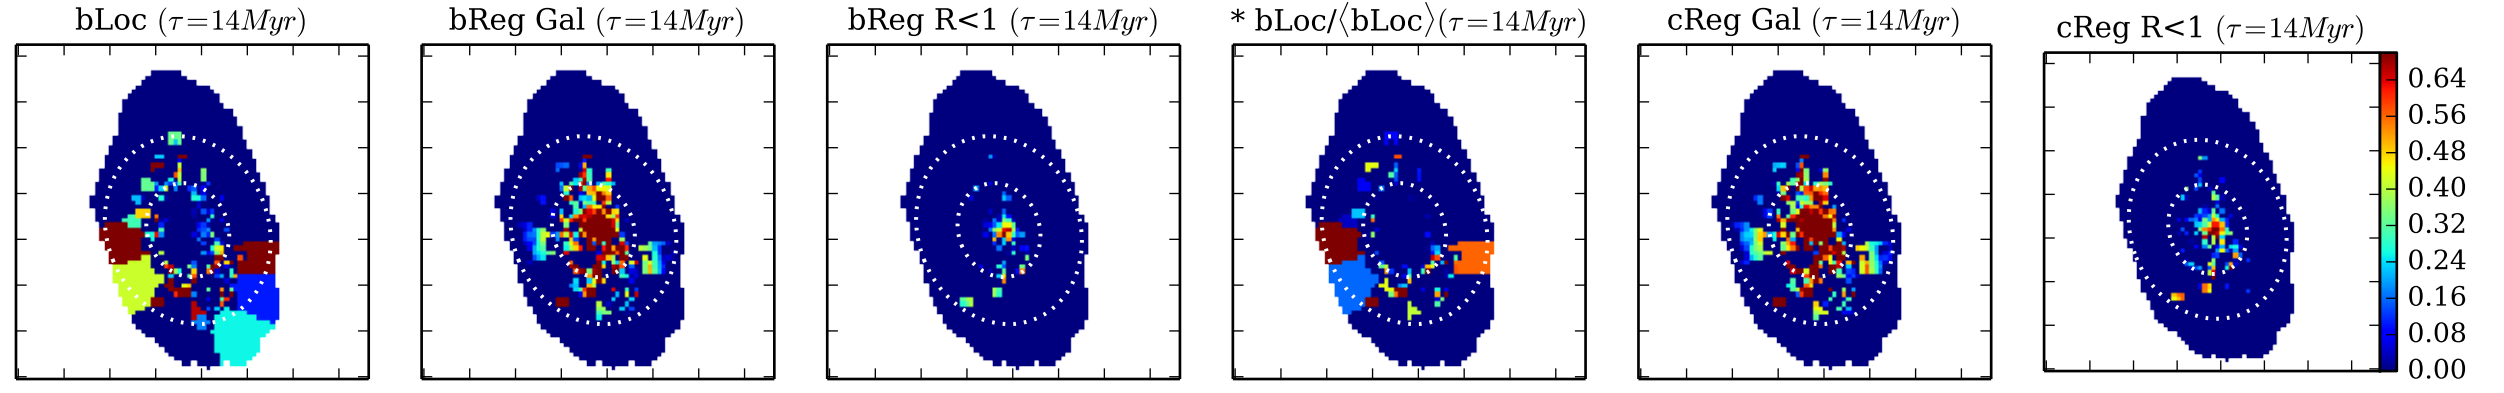 bLoc (τ=14Myr)
bReg Gal (τ=14Myr)
bReg R<1 (τ=14Myr)
* bLoc/⟨bLoc⟩(τ=14Myr)
cReg Gal (τ=14Myr)
cReg R<1 (τ=14Myr)
0.64
0.56
0.48
0.40
0.32
0.24
0.16
0.08
0.00